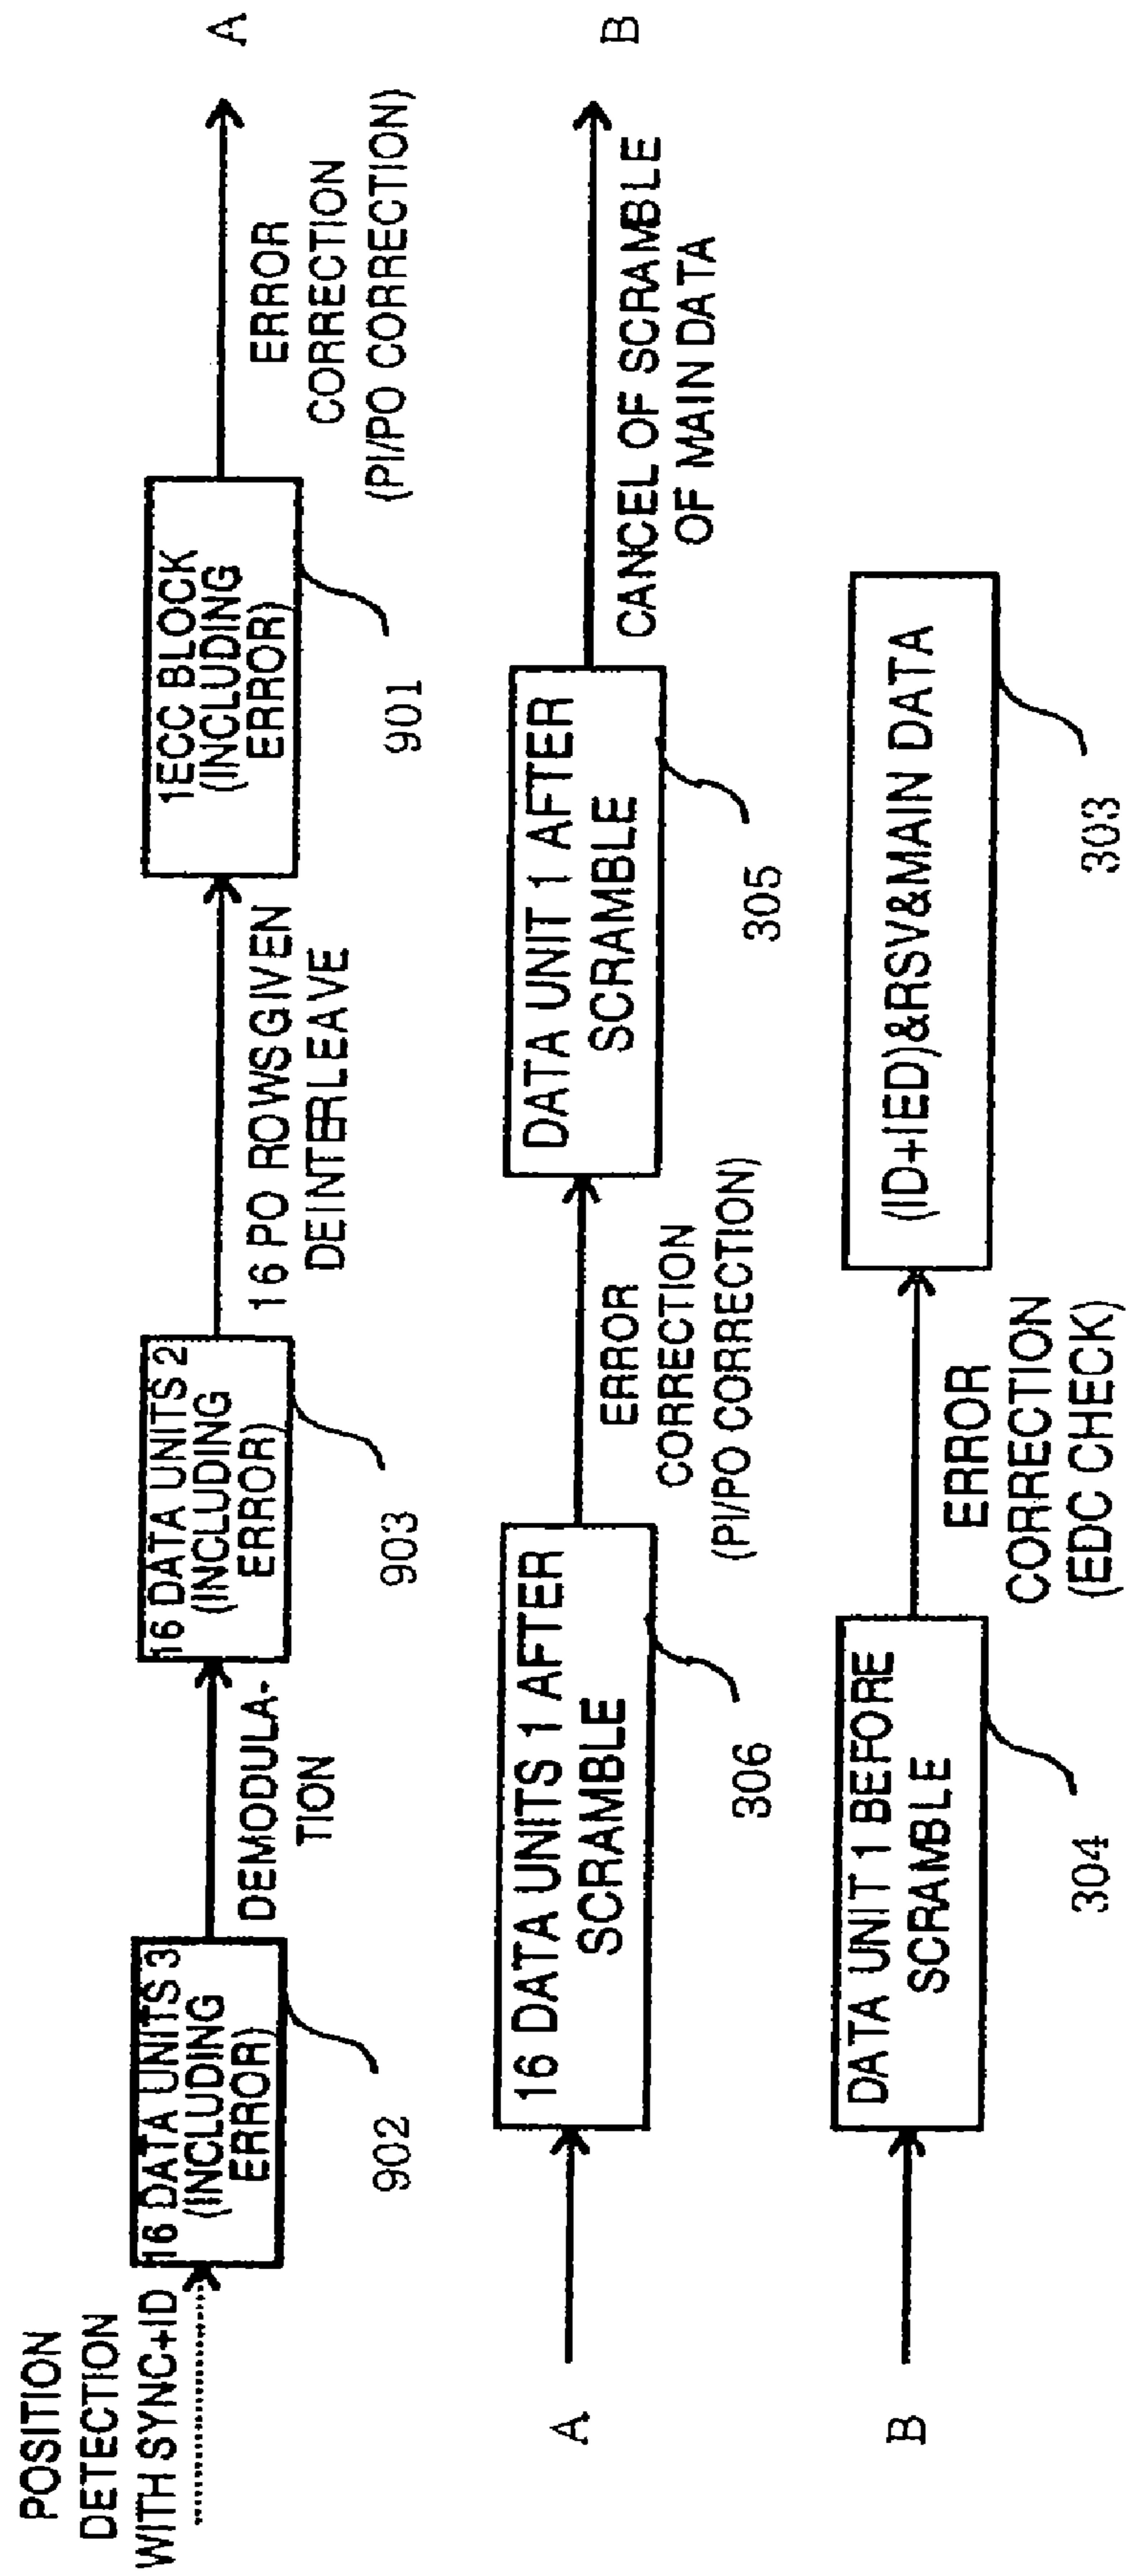 POSITION
DETECTION
WITH SYNC+ID
16 DATA UNITS 3
(INCLUDING
ERROR)
902
DEMODULA-
TION
16 DATA UNITS 2
(INCLUDING
ERROR)
903
16 PO ROWS GIVEN
DEINTERLEAVE
1ECC BLOCK
(INCLUDING
ERROR)
901
ERROR
CORRECTION
(PI/PO CORRECTION)
A
A
16 DATA UNITS 1 AFTER
SCRAMBLE
306
ERROR
CORRECTION
(PI/PO CORRECTION)
DATA UNIT 1 AFTER
SCRAMBLE
305
CANCEL OF SCRAMBLE
OF MAIN DATA
B
B
DATA UNIT 1 BEFORE
SCRAMBLE
304
ERROR
CORRECTION
(EDC CHECK)
(ID+IED)&RSV&MAIN DATA
303